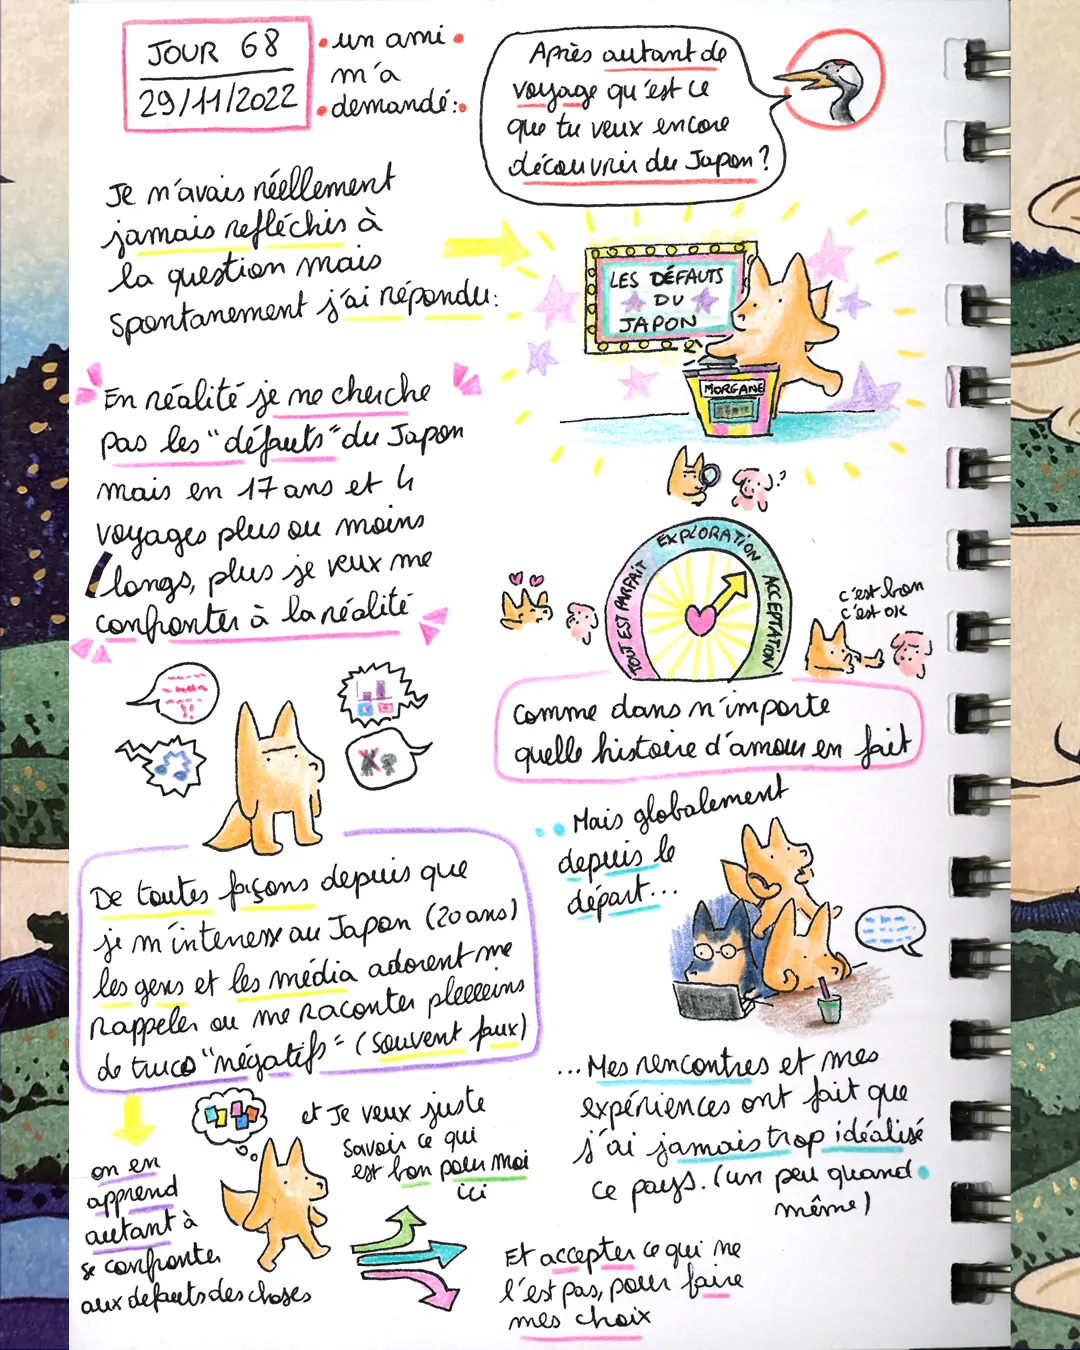 JOUR 68
29/11/2022
un ami
m'a
demandé:
Après autant de
voyage qu'est ce
que tu veux encore
découvrir du Japon?
Je n'avais réellement
jamais refléchis à
la question mais
spontanement j'ai répondu:
LES DÉFAUTS
DU
JAPON
MORGANE
En réalité je ne cherche
pas les "défauts" du Japon
mais en 17 ans et 4
voyages plus ou moins
longs, plus je veux me
confronter à la réalité
?
TOUT EST PARFAIT
EXPLORATION
ACCEPTATION
c'est bon
c'est OK
comme dans n'importe
quelle histoire d'amour en fait
De toutes façons depuis que
je m'interesse au Japon (20 ans)
les gens et les média adorent me
rappeler ou me raconter pleeeeins
de trucs "négatifs" (souvent faux)
on en
apprend
autant à
se confronter
aux defauts des choses
et Je veux juste
savoir ce qui
est bon pour moi
ici
Mais globalement
depuis le
départ...
...Mes rencontres et mes
expériences ont fait que
j'ai jamais trop idéalisé
ce pays. (un peu quand
même)
Et accepter ce qui ne
l'est pas, pour faire
mes choix